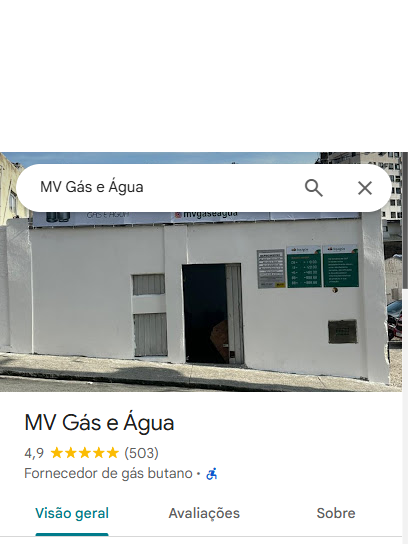 MV Gás e Água
GÁS E ÁGUA
mvgaseagua
MV Gás e Água
4,9 (503)
Fornecedor de gás butano ·
Visão geral Avaliações Sobre